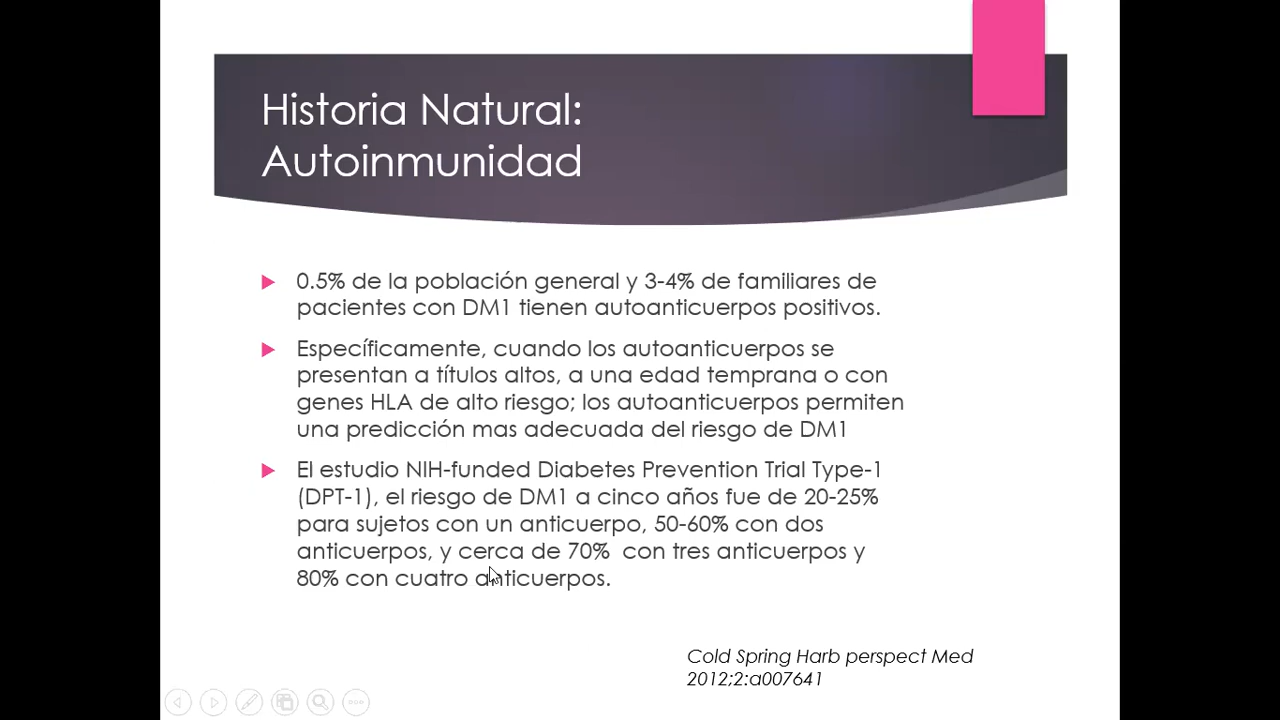 Historia Natural:
Autoinmunidad
0.5% de la población general y 3-4% de familiares de
pacientes con DM1 tienen autoanticuerpos positivos.
Específicamente, cuando los autoanticuerpos se
presentan a títulos altos, a una edad temprana o con
genes HLA de alto riesgo; los autoanticuerpos permiten
una predicción mas adecuada del riesgo de DM1
El estudio NIH-funded Diabetes Prevention Trial Type-1
(DPT-1), el riesgo de DM1 a cinco años fue de 20-25%
para sujetos con un anticuerpo, 50-60% con dos
anticuerpos, y cerca de 70% con tres anticuerpos y
80% con cuatro anticuerpos.
Cold Spring Harb perspect Med
2012;2:a007641